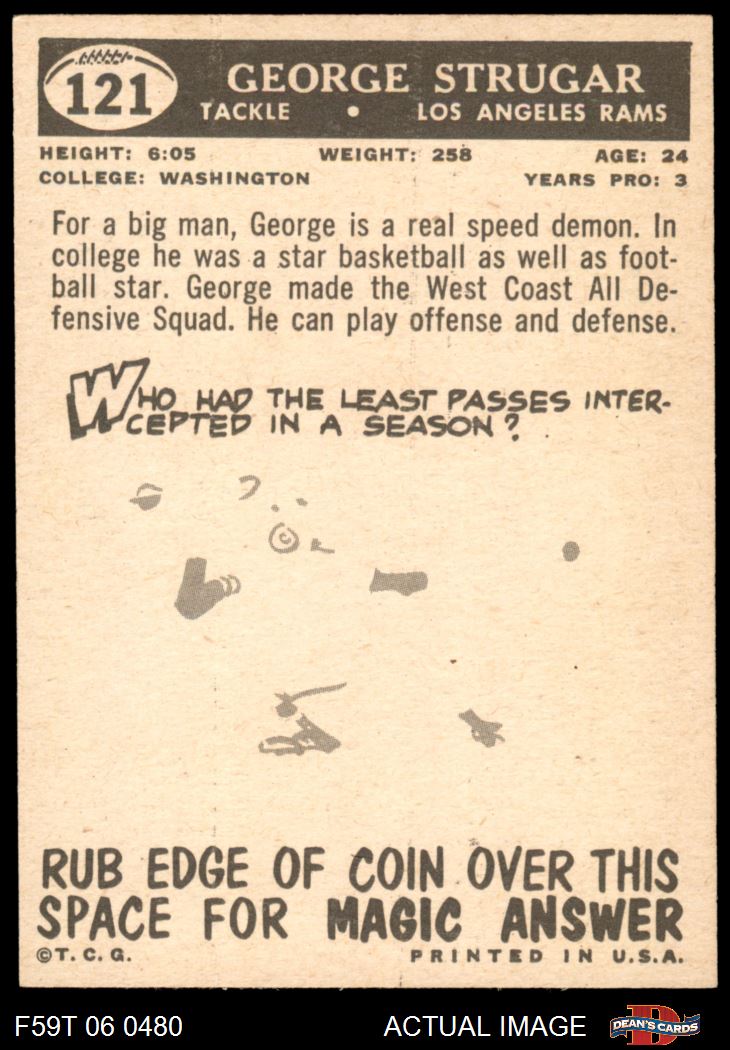 121
GEORGE STRUGAR
TACKLE • LOS ANGELES RAMS
HEIGHT: 6:05 WEIGHT: 258 AGE: 24
COLLEGE: WASHINGTON YEARS PRO: 3
For a big man, George is a real speed demon. In
college he was a star basketball as well as foot-
ball star. George made the West Coast All De-
fensive Squad. He can play offense and defense.
WHO HAD THE LEAST PASSES INTER-
CEPTED IN A SEASON?
RUB EDGE OF COIN OVER THIS
SPACE FOR MAGIC ANSWER
©T. C. G. PRINTED IN U.S.A.
F59T 06 0480 ACTUAL IMAGE DEAN'S CARDS